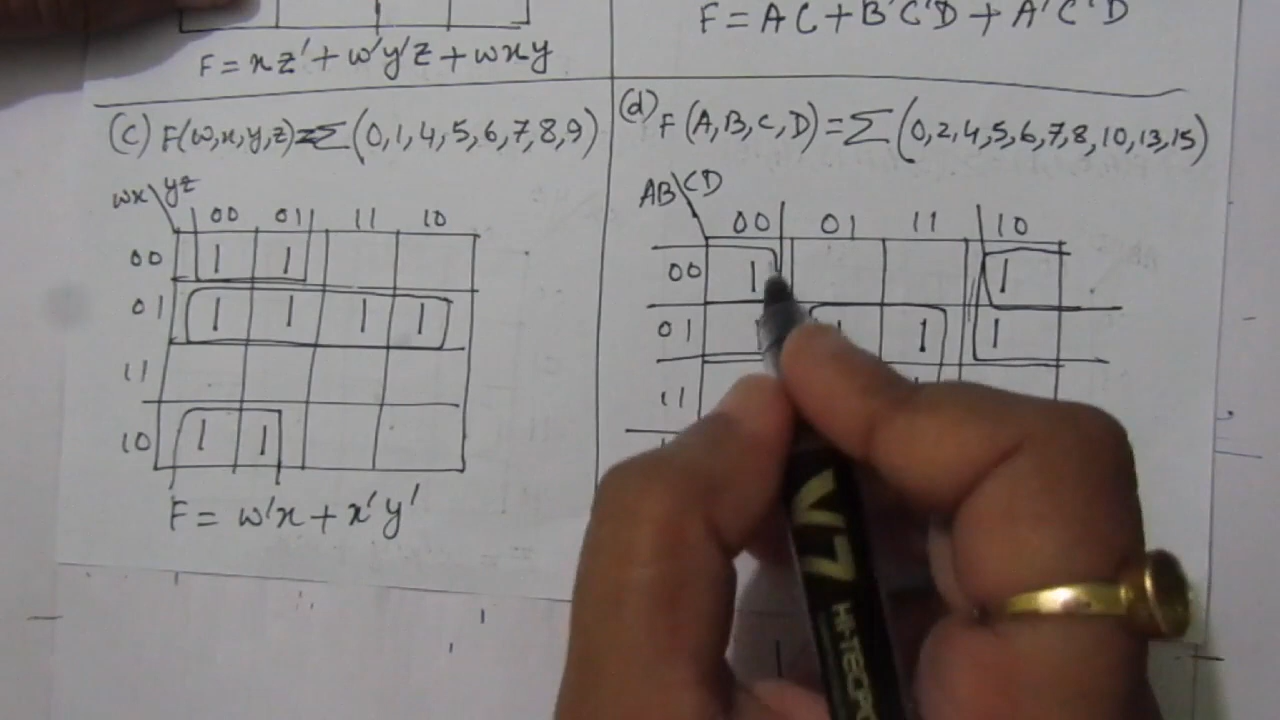 F = xz' + w'y'z + wxy
F = AC + B'C'D + A'C'D
(C) F(w,x,y,z) = Σ(0,1,4,5,6,7,8,9)
wx\yz
00 01 11 10
00 1 1
01 1 1 1 1
11
10 1 1
F = w'x + x'y'
(d) F(A,B,C,D) = Σ(0,2,4,5,6,7,8,10,13,15)
AB\CD
00 01 11 10
00 1 1
01 1 1 1 1
11
V7
HI-TECPO